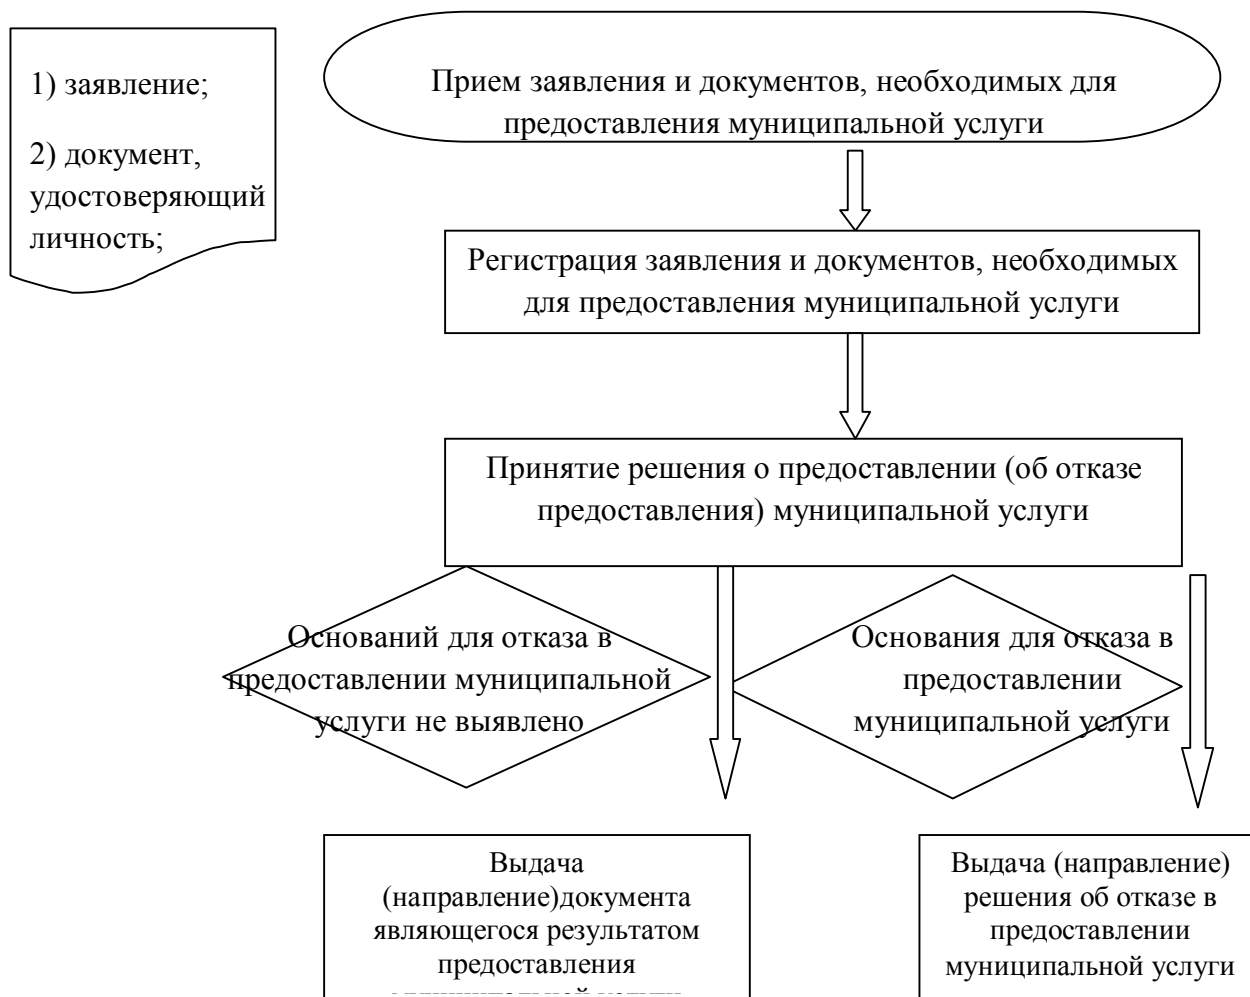 1) заявление;
2) документ,
удостоверяющий
личность;
Прием заявления и документов, необходимых для
предоставления муниципальной услуги
Регистрация заявления и документов, необходимых
для предоставления муниципальной услуги
Принятие решения о предоставлении (об отказе
предоставления) муниципальной услуги
Оснований для отказа в
предоставлении муниципальной
услуги не выявлено
Основания для отказа в
предоставлении
муниципальной услуги
Выдача
(направление)документа
являющегося результатом
предоставления
Выдача (направление)
решения об отказе в
предоставлении
муниципальной услуги